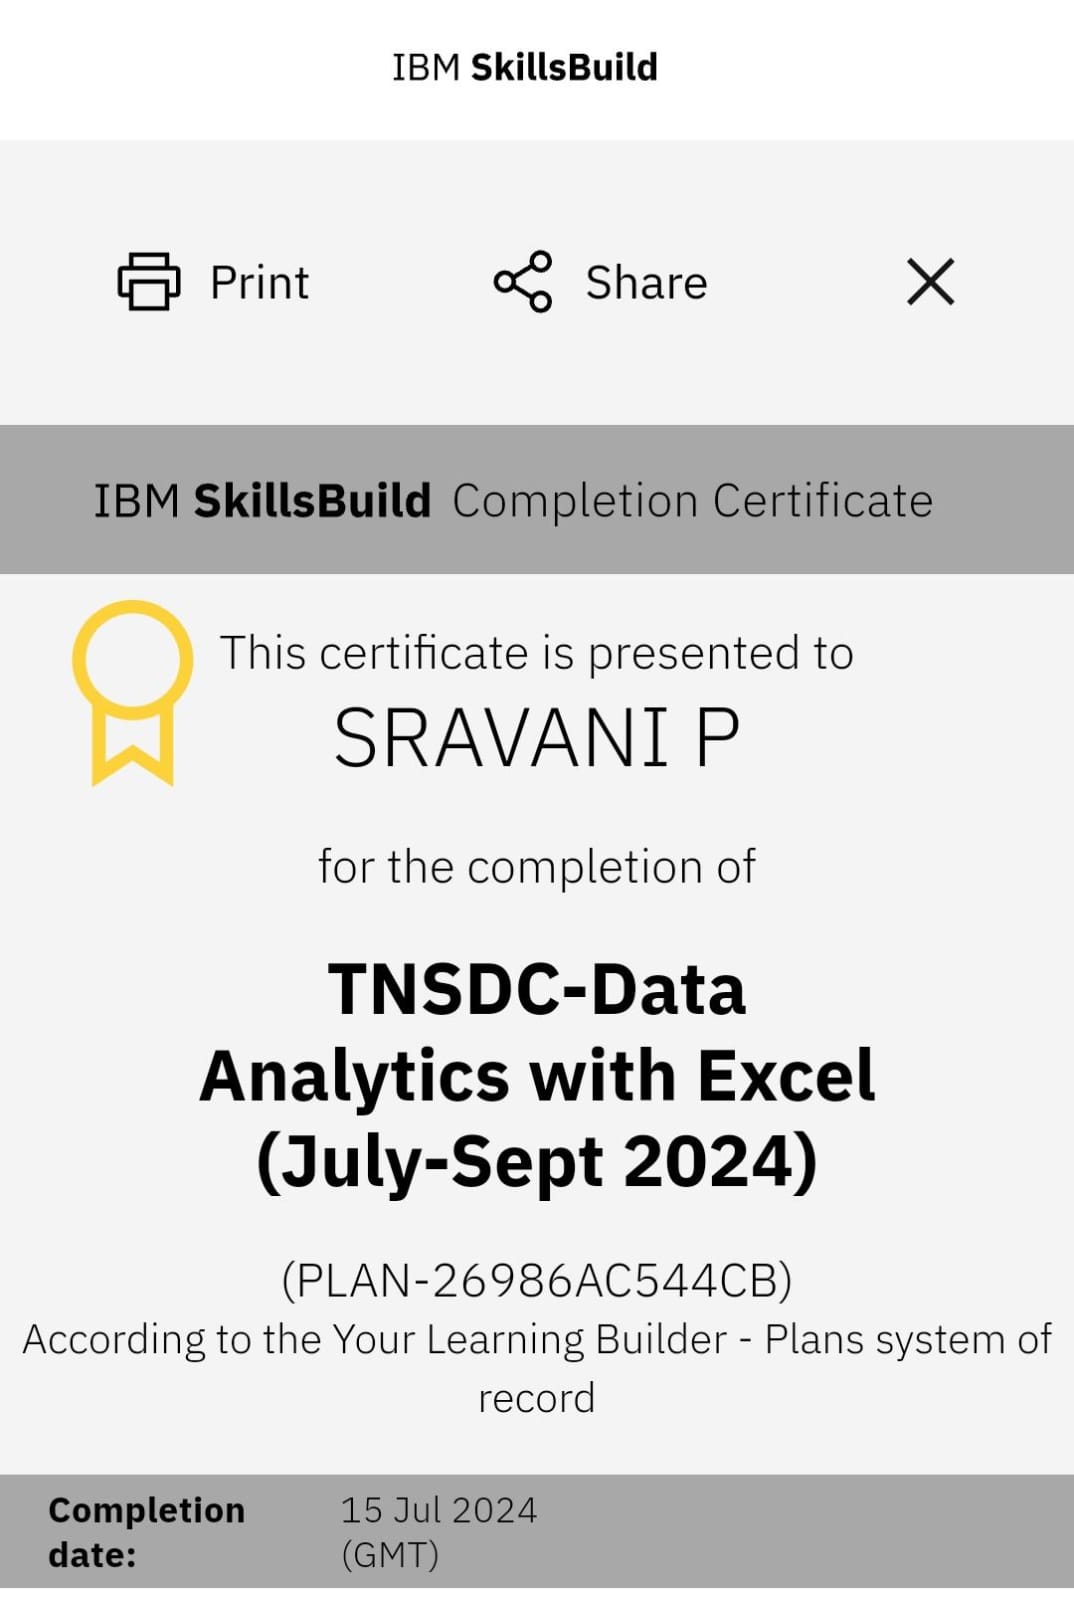 IBM SkillsBuild
Print Share
IBM SkillsBuild Completion Certificate
This certificate is presented to
SRAVANI P
for the completion of
TNSDC-Data
Analytics with Excel
(July-Sept 2024)
(PLAN-26986AC544CB)
According to the Your Learning Builder - Plans system of
record
Completion 15 Jul 2024
date: (GMT)